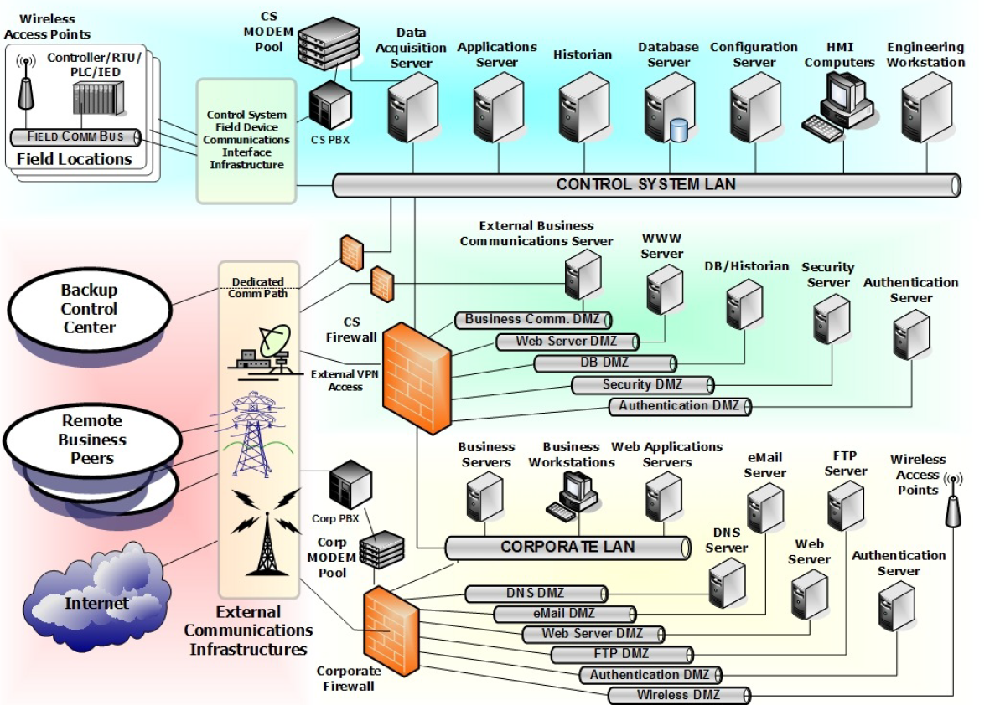 Wireless
Access Points
Controller/RTU/
PLC/IED
FIELD COMM BUS
Field Locations
Control System
Field Device
Communications
Interface
Infrastructure
CS
MODEM
Pool
CS PBX
Data
Acquisition
Server
Applications
Server
Historian
Database
Server
Configuration
Server
HMI
Computers
Engineering
Workstation
CONTROL SYSTEM LAN
Backup
Control
Center
Dedicated
Comm Path
External Business
Communications Server
WWW
Server
DB/Historian
Security
Server
Authentication
Server
CS
Firewall
External VPN
Access
Business Comm. DMZ
Web Server DMZ
DB DMZ
Security DMZ
Authentication DMZ
Remote
Business
Peers
Internet
External
Communications
Infrastructures
Corp PBX
Corp
MODEM
Pool
Corporate
Firewall
Business
Servers
Business
Workstations
Web Applications
Servers
eMail
Server
FTP
Server
Wireless
Access
Points
CORPORATE LAN
DNS
Server
Web
Server
Authentication
Server
DNS DMZ
eMail DMZ
Web Server DMZ
FTP DMZ
Authentication DMZ
Wireless DMZ